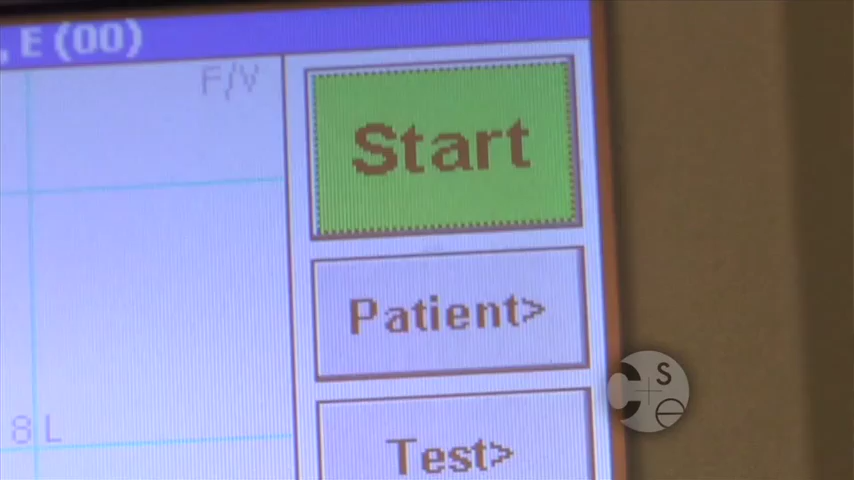 , E (00)
F/V
Start
Patient>
8 L
Test>
C s e